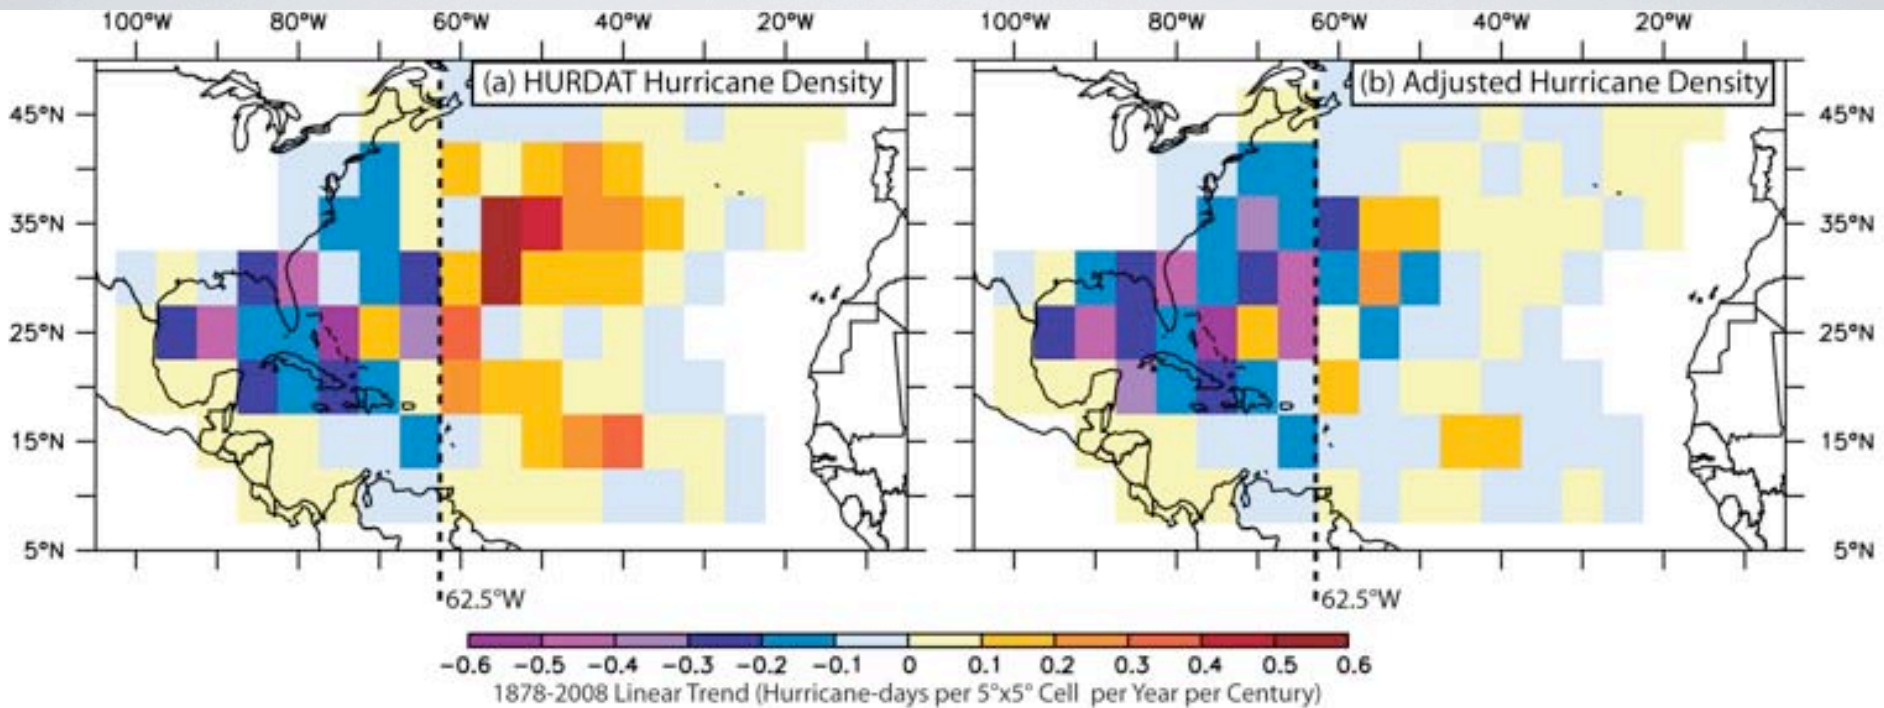 100°W 80°W 60°W 40°W 20°W 100°W 80°W 60°W 40°W 20°W
(a) HURDAT Hurricane Density (b) Adjusted Hurricane Density
45°N 45°N
35°N 35°N
25°N 25°N
15°N 15°N
5°N 5°N
62.5°W 62.5°W
-0.6 -0.5 -0.4 -0.3 -0.2 -0.1 0 0.1 0.2 0.3 0.4 0.5 0.6
1878-2008 Linear Trend (Hurricane-days per 5°x5° Cell per Year per Century)